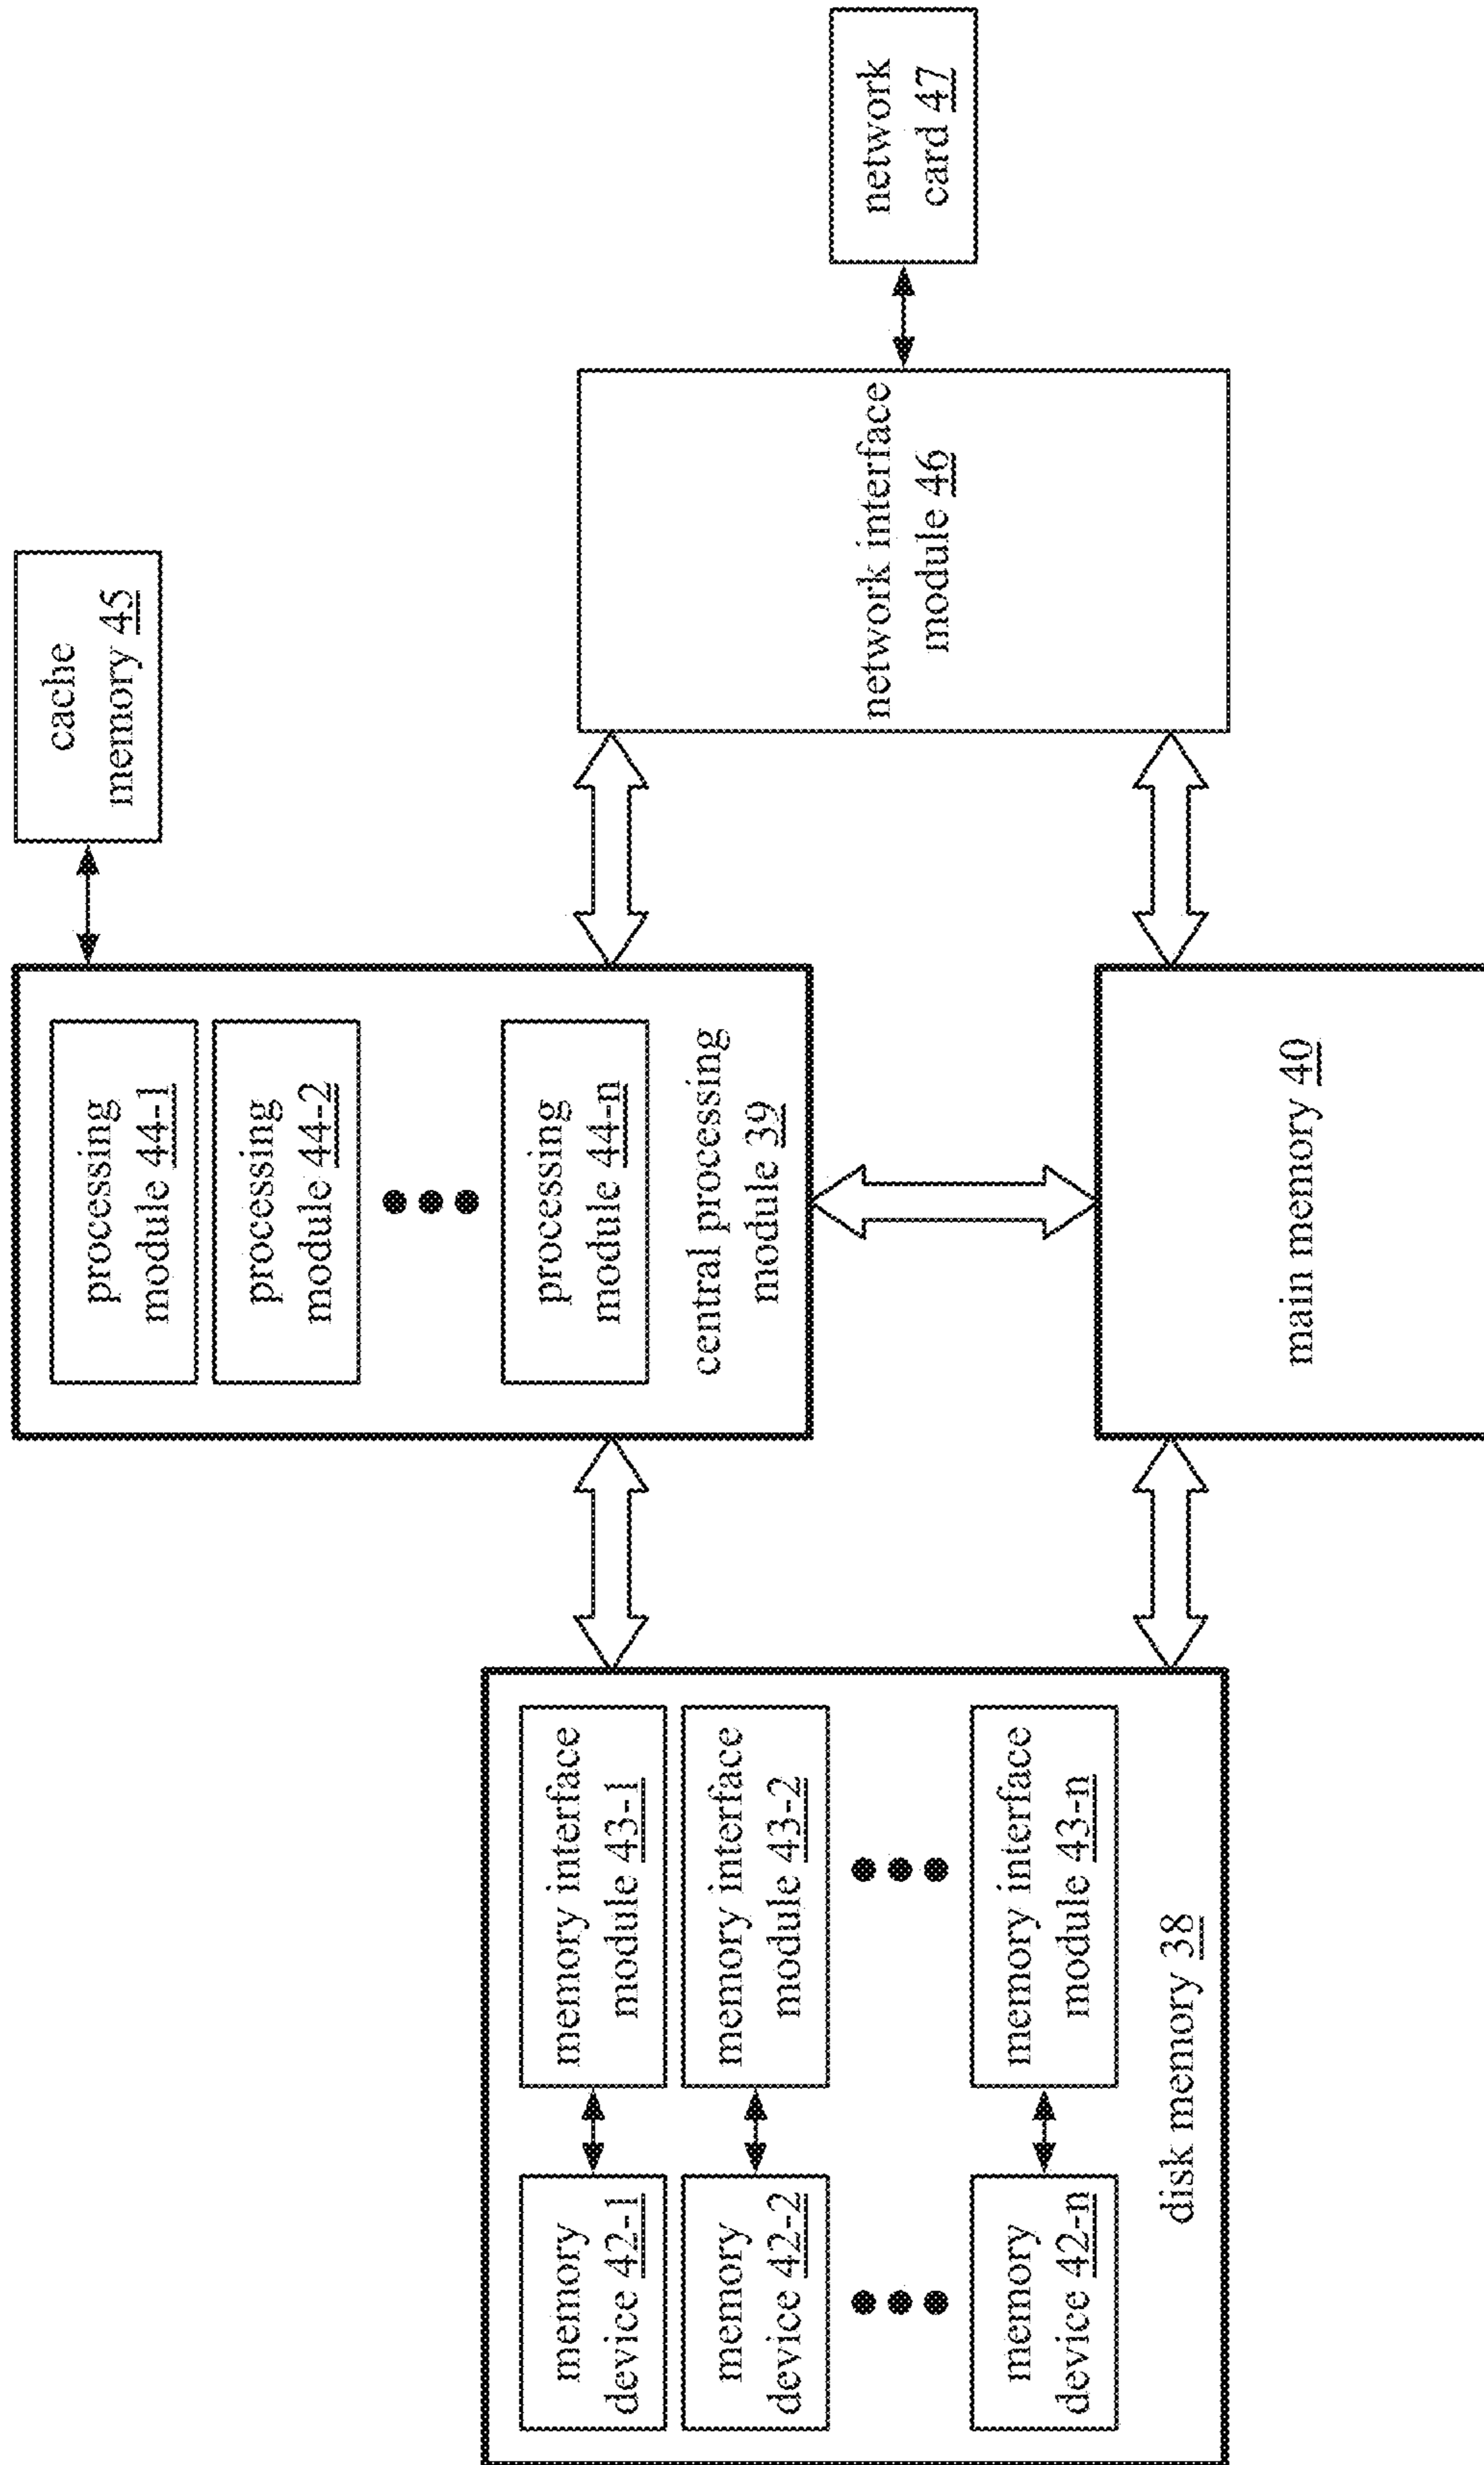 memory
device 42-1
memory interface
module 43-1
memory
device 42-2
memory interface
module 43-2
memory
device 42-n
memory interface
module 43-n
disk memory 38
processing
module 44-1
processing
module 44-2
processing
module 44-n
central processing
module 39
main memory 40
cache
memory 45
network interface
module 46
network
card 47